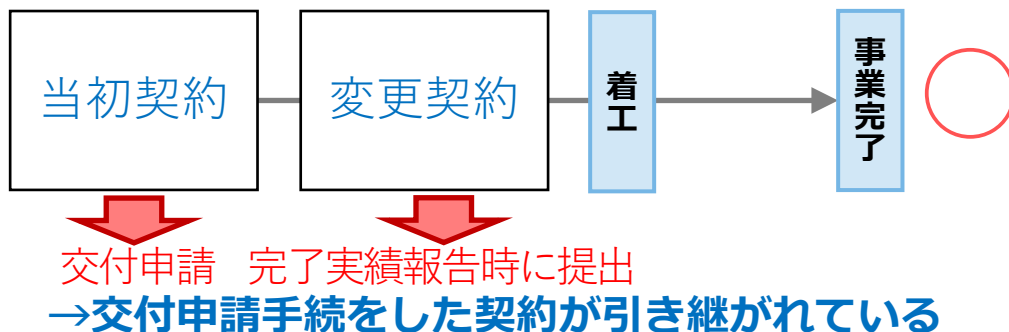 当初契約
変更契約
着工
事業完了
交付申請
完了実績報告時に提出
→交付申請手続をした契約が引き継がれている